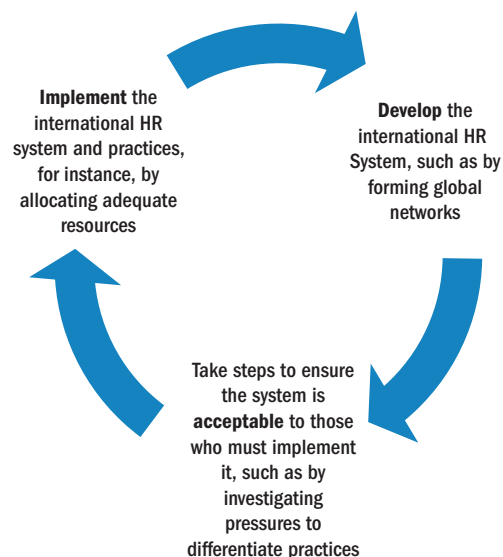 Implement the
international HR
system and practices,
for instance, by
allocating adequate
resources
Develop the
international HR
System, such as by
forming global
networks
Take steps to ensure
the system is
acceptable to those
who must implement
it, such as by
investigating
pressures to
differentiate practices